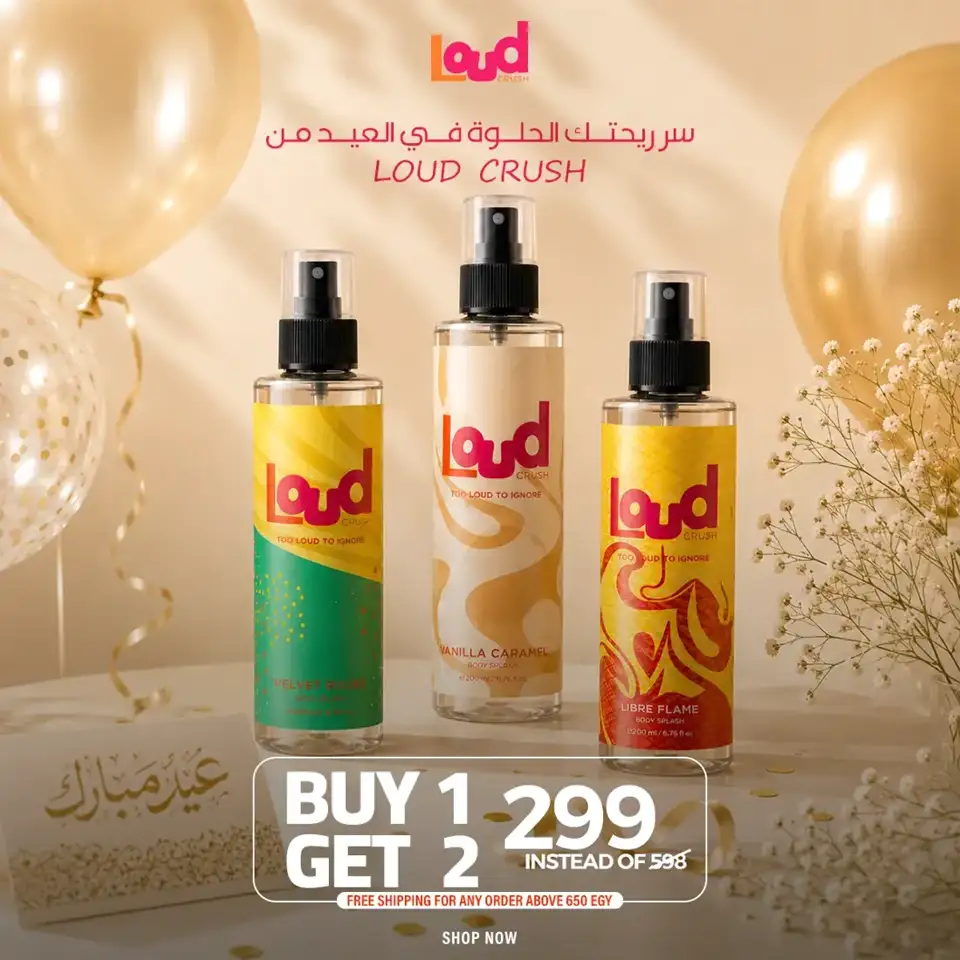 Loud
CRUSH
سر ريحتك الحلوة في العيد من
LOUD CRUSH
Loud
CRUSH
TOO LOUD TO IGNORE
VELVET
Loud
CRUSH
TOO LOUD TO IGNORE
VANILLA CARAMEL
BODY SPLASH
Loud
CRUSH
TOO LOUD TO IGNORE
LIBRE FLAME
BODY SPLASH
200 ml / 6.76 fl oz
عيد مبارك
BUY 1
GET 2
299
INSTEAD OF 598
FREE SHIPPING FOR ANY ORDER ABOVE 650 EGY
SHOP NOW